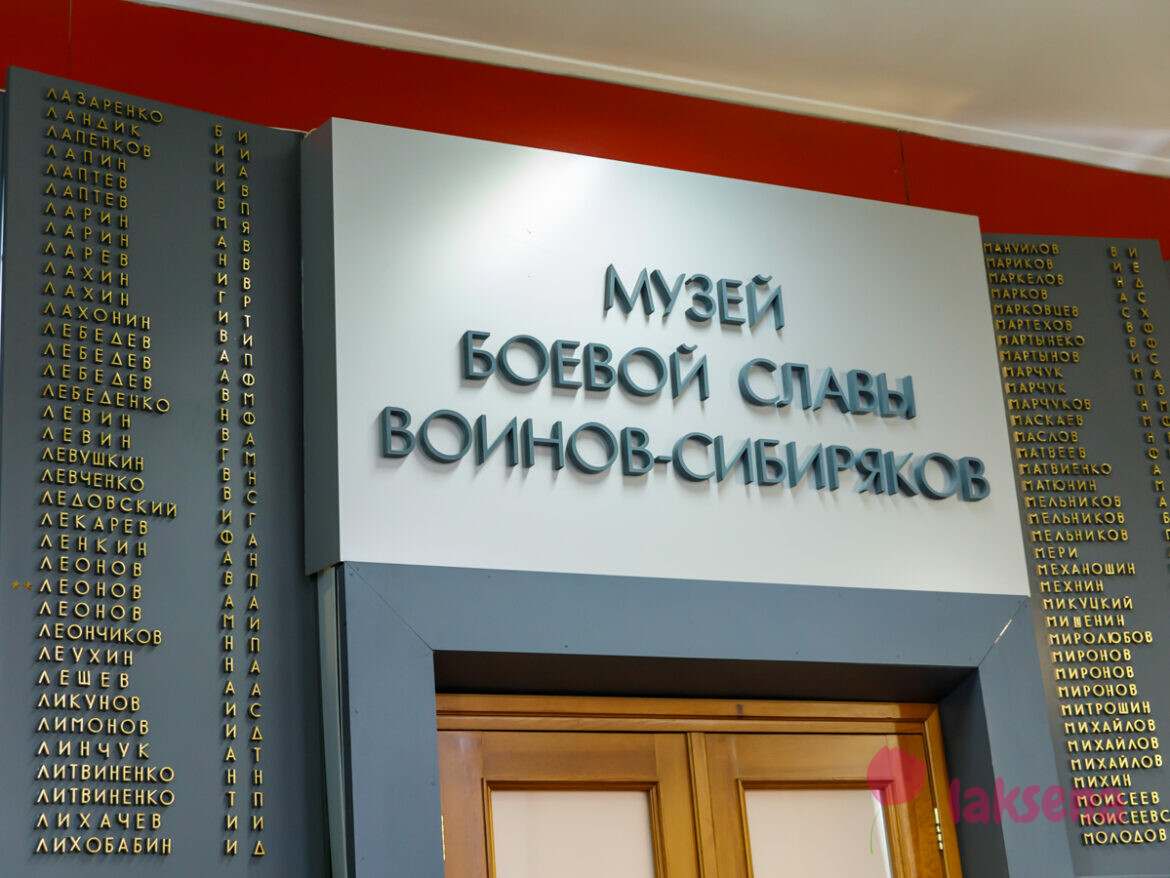 ЛАЗАРЕНКО
ЛАНДИК
ЛАПЕНКОВ
ЛАПИН
ЛАПТЕВ
ЛАПТЕВ
ЛАРИН
ЛАРИН
ЛАРЕВ
ЛАХИН
ЛАХИН
ЛАХОНИН
ЛЕБЕДЕВ
ЛЕБЕДЕВ
ЛЕБЕДЕВ
ЛЕБЕДЕНКО
ЛЕВИН
ЛЕВИН
ЛЕВУШКИН
ЛЕВЧЕНКО
ЛЕДОВСКИЙ
ЛЕКАРЕВ
ЛЕНКИН
ЛЕОНОВ
ЛЕОНОВ
ЛЕОНОВ
ЛЕОНЧИКОВ
ЛЕУХИН
ЛЕШЕВ
ЛИКУНОВ
ЛИМОНОВ
ЛИНЧУК
ЛИТВИНЕНКО
ЛИТВИНЕНКО
ЛИХАЧЕВ
ЛИХОБАБИН
МУЗЕЙ
БОЕВОЙ СЛАВЫ
ВОИНОВ-СИБИРЯКОВ
МАНУЙЛОВ
МАРИКОВ
МАРКЕЛОВ
МАРКОВ
МАРКОВЦЕВ
МАРТЕХОВ
МАРТЫНЕКО
МАРТЫНОВ
МАРЧУК
МАРЧУК
МАРЧУКОВ
МАСКАЕВ
МАСЛОВ
МАТВЕЕВ
МАТВИЕНКО
МАТЮНИН
МЕЛЬНИКОВ
МЕЛЬНИКОВ
МЕЛЬНИКОВ
МЕРИ
МЕХАНОШИН
МЕХНИН
МИКУЦКИЙ
МИШЕНИН
МИРОЛЮБОВ
МИРОНОВ
МИРОНОВ
МИРОНОВ
МИТРОШИН
МИХАЙЛОВ
МИХАЙЛОВ
МИХАЙЛОВ
МИХИН
МОИСЕЕВ
МОИСЕЕВС
МОЛОДОВ
laksena